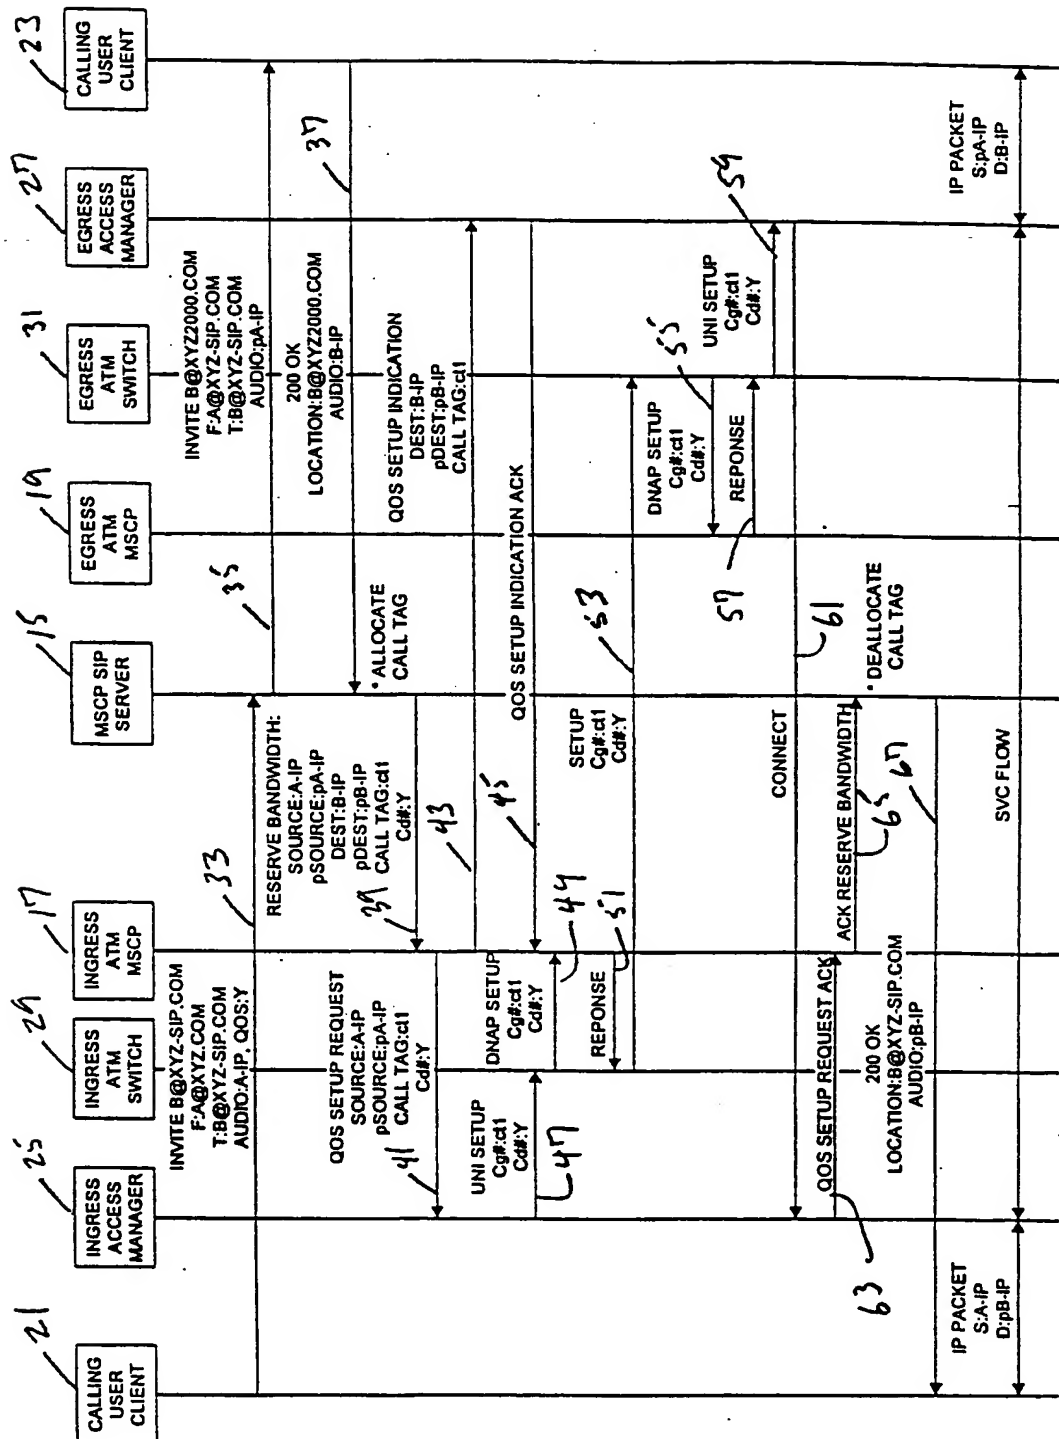 21
CALLING
USER
CLIENT
25
INGRESS
ACCESS
MANAGER
29
INGRESS
ATM
SWITCH
17
INGRESS
ATM
MSCP
15
MSCP SIP
SERVER
19
EGRESS
ATM
MSCP
31
EGRESS
ATM
SWITCH
27
EGRESS
ACCESS
MANAGER
23
CALLING
USER
CLIENT
INVITE B@XYZ-SIP.COM
F:A@XYZ.COM
T:B@XYZ-SIP.COM
AUDIO:A-IP, QOS:Y
33
INVITE B@XYZ2000.COM
F:A@XYZ-SIP.COM
T:B@XYZ-SIP.COM
AUDIO:pA-IP
35
200 OK
LOCATION:B@XYZ2000.COM
AUDIO:B-IP
37
* ALLOCATE
CALL TAG
RESERVE BANDWIDTH:
SOURCE:A-IP
pSOURCE:pA-IP
DEST:B-IP
pDEST:pB-IP
CALL TAG:ct1
Cd#:Y
39
QOS SETUP REQUEST
SOURCE:A-IP
pSOURCE:pA-IP
CALL TAG:ct1
Cd#:Y
41
QOS SETUP INDICATION
DEST:B-IP
pDEST:pB-IP
CALL TAG:ct1
43
QOS SETUP INDICATION ACK
45
UNI SETUP
Cg#:ct1
Cd#:Y
47
DNAP SETUP
Cg#:ct1
Cd#:Y
49
REPONSE
51
SETUP
Cg#:ct1
Cd#:Y
53
DNAP SETUP
Cg#:ct1
Cd#:Y
55
REPONSE
57
UNI SETUP
Cg#:ct1
Cd#:Y
59
CONNECT
61
QOS SETUP REQUEST ACK
63
ACK RESERVE BANDWIDTH
65
* DEALLOCATE
CALL TAG
200 OK
LOCATION:B@XYZ-SIP.COM
AUDIO:pB-IP
67
IP PACKET
S:A-IP
D:pB-IP
SVC FLOW
IP PACKET
S:pA-IP
D:B-IP